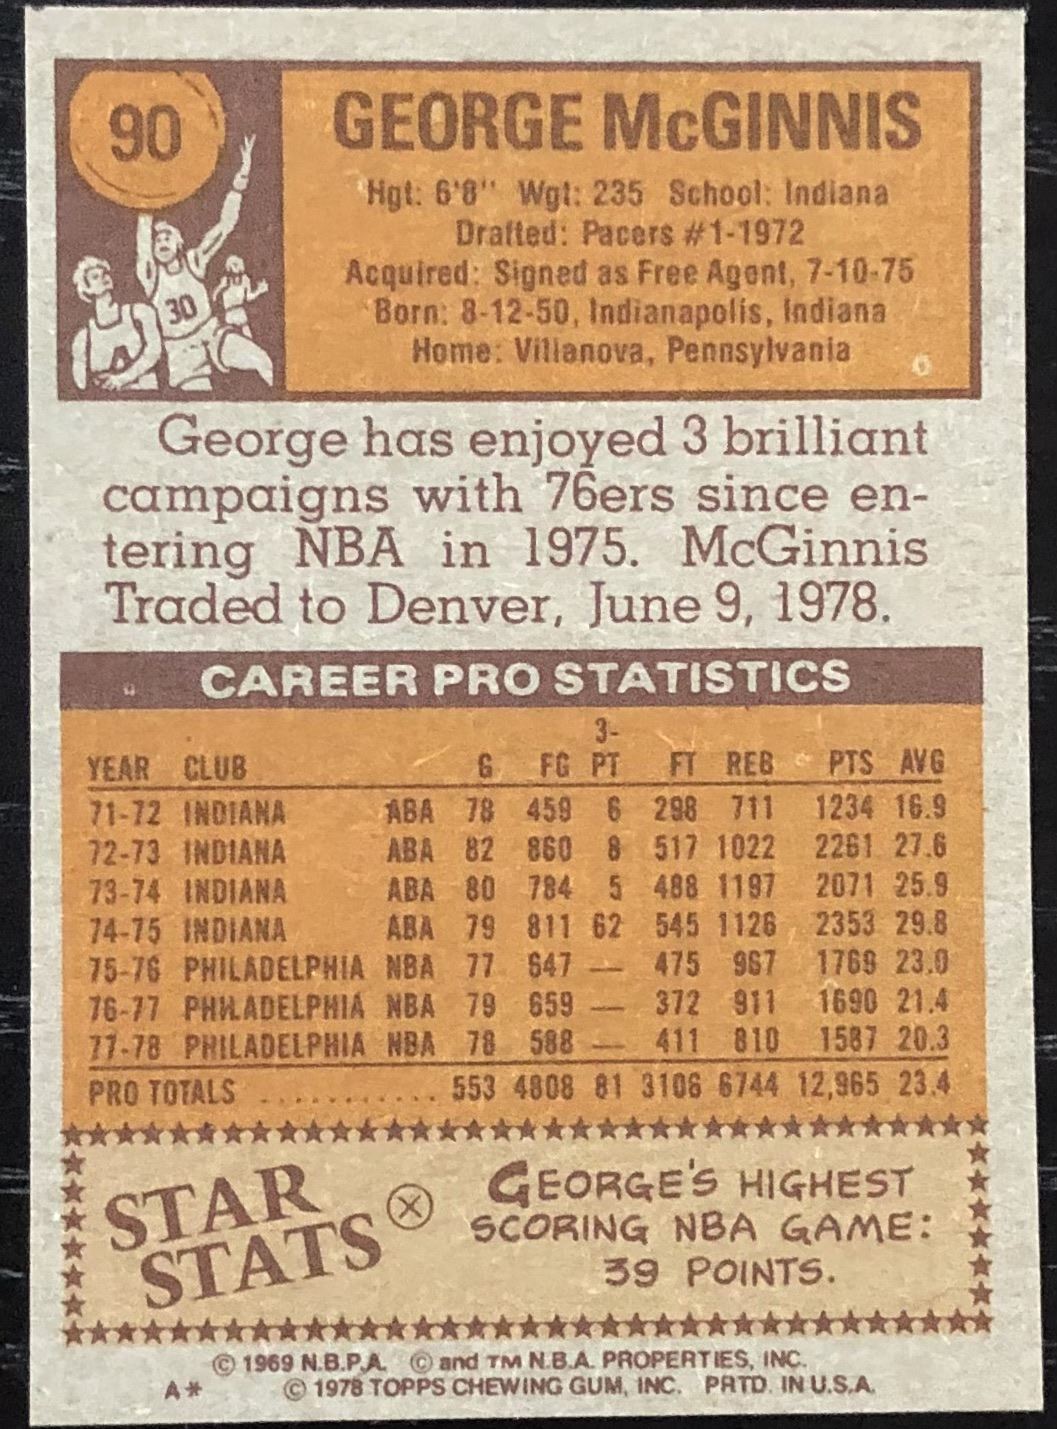 90
GEORGE McGINNIS
Hgt: 6'8" Wgt: 235 School: Indiana
Drafted: Pacers #1-1972
Acquired: Signed as Free Agent, 7-10-75
Born: 8-12-50, Indianapolis, Indiana
Home: Villanova, Pennsylvania
30
George has enjoyed 3 brilliant
campaigns with 76ers since en-
tering NBA in 1975. McGinnis
Traded to Denver, June 9, 1978.
CAREER PRO STATISTICS
YEAR CLUB G FG 3-PT FT REB PTS AVG
71-72 INDIANA ABA 78 459 6 298 711 1234 16.9
72-73 INDIANA ABA 82 860 8 517 1022 2261 27.6
73-74 INDIANA ABA 80 784 5 488 1197 2071 25.9
74-75 INDIANA ABA 79 811 62 545 1126 2353 29.8
75-76 PHILADELPHIA NBA 77 647 — 475 967 1769 23.0
76-77 PHILADELPHIA NBA 79 659 — 372 911 1690 21.4
77-78 PHILADELPHIA NBA 78 588 — 411 810 1587 20.3
PRO TOTALS ........... 553 4808 81 3106 6744 12,965 23.4
STAR
STATS
GEORGE'S HIGHEST
SCORING NBA GAME:
39 POINTS.
© 1969 N.B.P.A. © and TM N.B.A. PROPERTIES, INC.
A* © 1978 TOPPS CHEWING GUM, INC. PRTD. IN U.S.A.